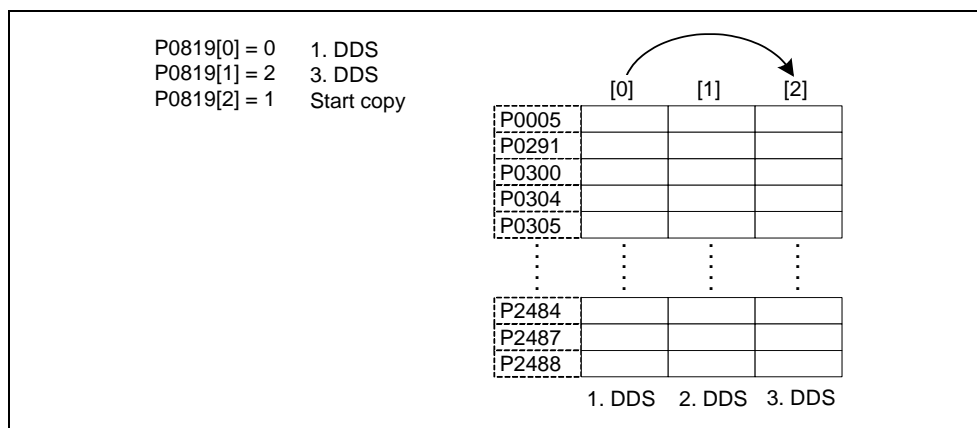 P0819[0] = 0 1. DDS
P0819[1] = 2 3. DDS
P0819[2] = 1 Start copy
[0] [1] [2]
P0005
P0291
P0300
P0304
P0305
P2484
P2487
P2488
1. DDS 2. DDS 3. DDS